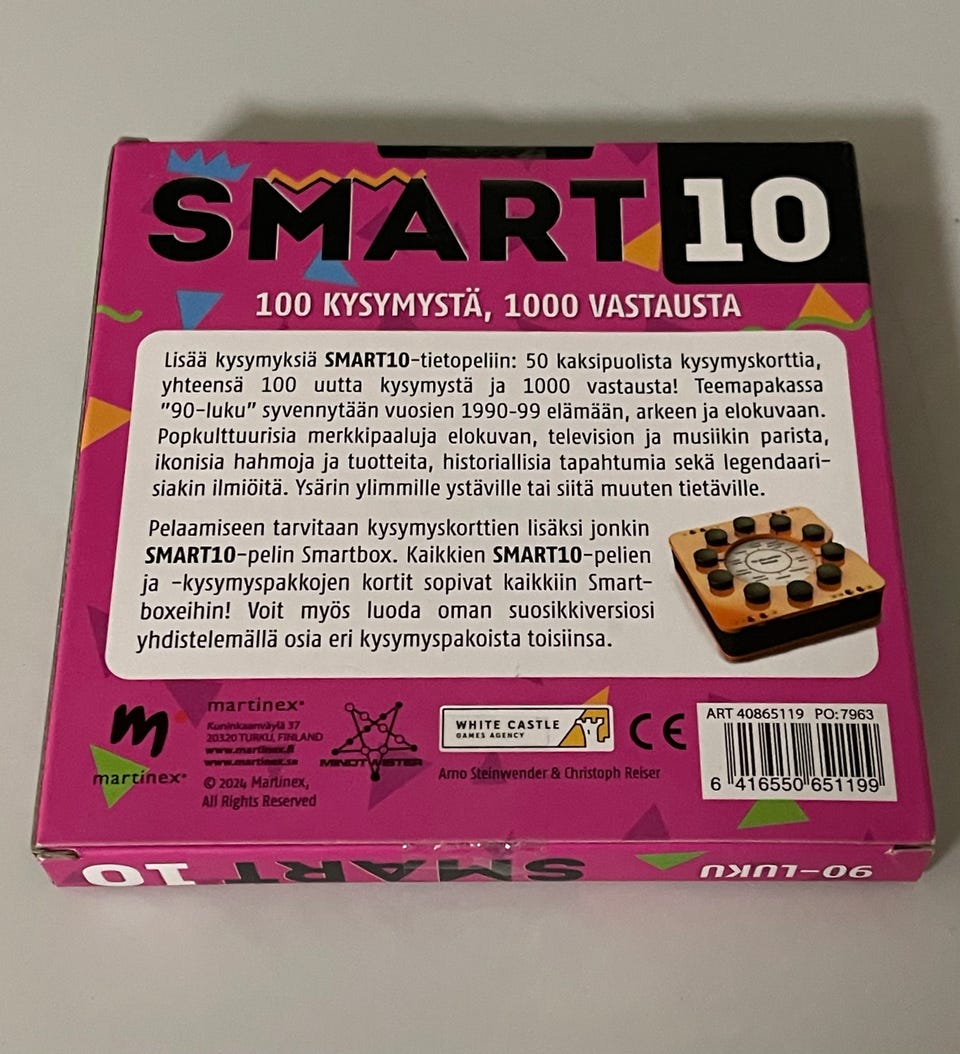 SMART10
100 KYSYMYSTÄ, 1000 VASTAUSTA
Lisää kysymyksiä SMART10-tietopeliin: 50 kaksipuolista kysymyskorttia,
yhteensä 100 uutta kysymystä ja 1000 vastausta! Teemapakassa
"90-luku" syvennytään vuosien 1990-99 elämään, arkeen ja elokuvaan.
Popkulttuurisia merkkipaaluja elokuvan, television ja musiikin parista,
ikonisia hahmoja ja tuotteita, historiallisia tapahtumia sekä legendaari-
siakin ilmiöitä. Ysärin ylimmille ystäville tai siitä muuten tietäville.
Pelaamiseen tarvitaan kysymyskorttien lisäksi jonkin
SMART10-pelin Smartbox. Kaikkien SMART10-pelien
ja -kysymyspakkojen kortit sopivat kaikkiin Smart-
boxeihin! Voit myös luoda oman suosikkiversiosi
yhdistelemällä osia eri kysymyspakoista toisiinsa.
m
martinex
martinex
Kuninkaanväylä 37
20320 TURKU, FINLAND
www.martinex.fi
www.martinex.se
© 2024 Martinex,
All Rights Reserved
MINDTWISTER
WHITE CASTLE
GAMES AGENCY
Arno Steinwender & Christoph Reiser
CE
ART 40865119 PO:7963
6 416550 651199
SMART 10
90-LUKU